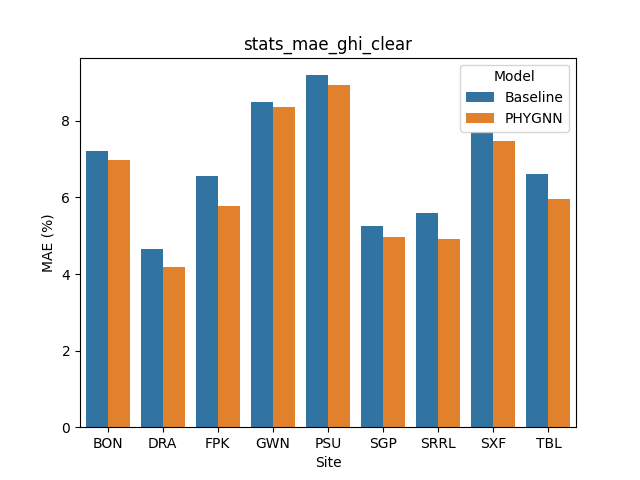 stats_mae_ghi_clear
Model
Baseline
PHYGNN
MAE (%)
8
6
4
2
0
BON DRA FPK GWN PSU SGP SRRL SXF TBL
Site